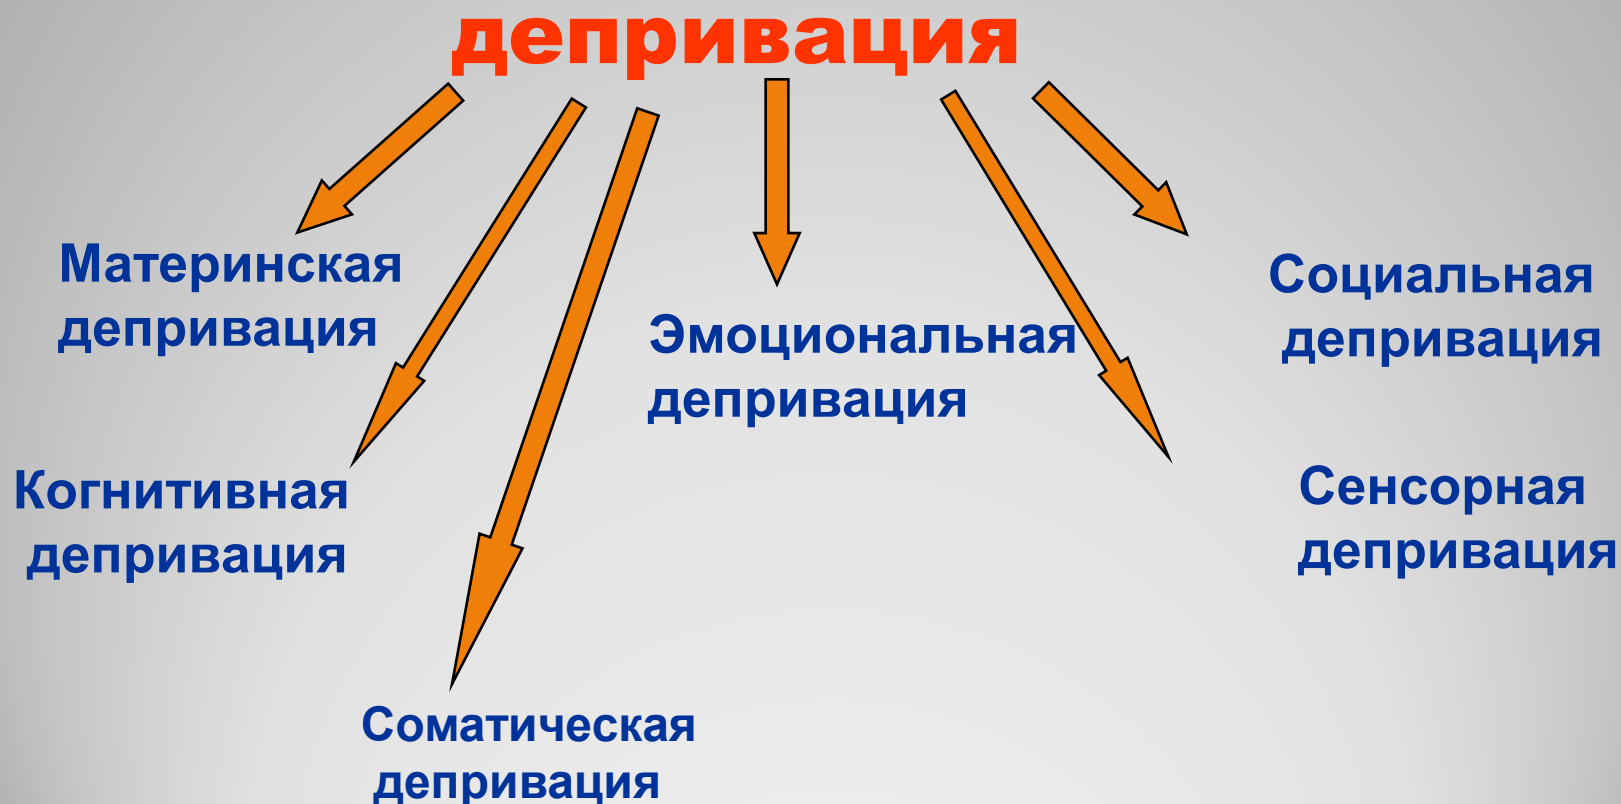 депривация
Материнская
депривация
Эмоциональная
депривация
Социальная
депривация
Когнитивная
депривация
Сенсорная
депривация
Соматическая
депривация